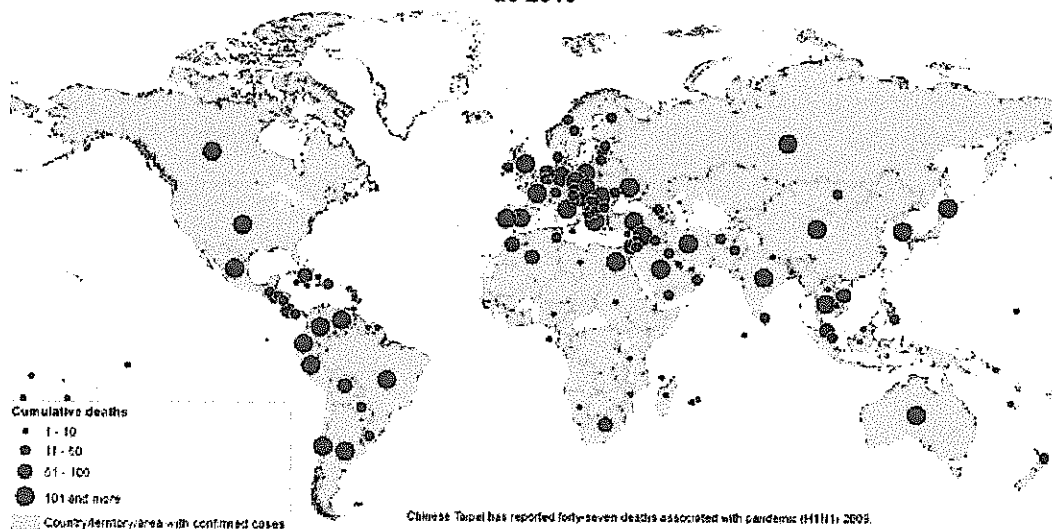 Cumulative deaths
1 - 10
11 - 50
51 - 100
101 and more
Country/territory/area with confirmed cases
Chinese Taipei has reported forty-seven deaths associated with pandemic (H1N1) 2009.